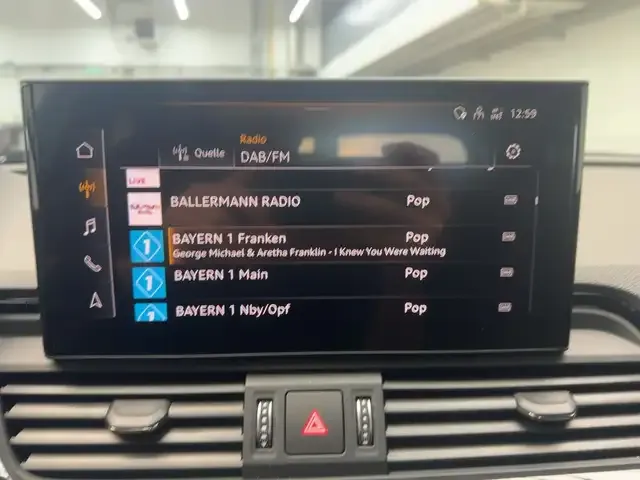 12:59
Radio
Quelle DAB/FM
LIVE
BALLERMANN RADIO Pop
BAYERN 1 Franken Pop
George Michael & Aretha Franklin - I Knew You Were Waiting
BAYERN 1 Main Pop
BAYERN 1 Nby/Opf Pop